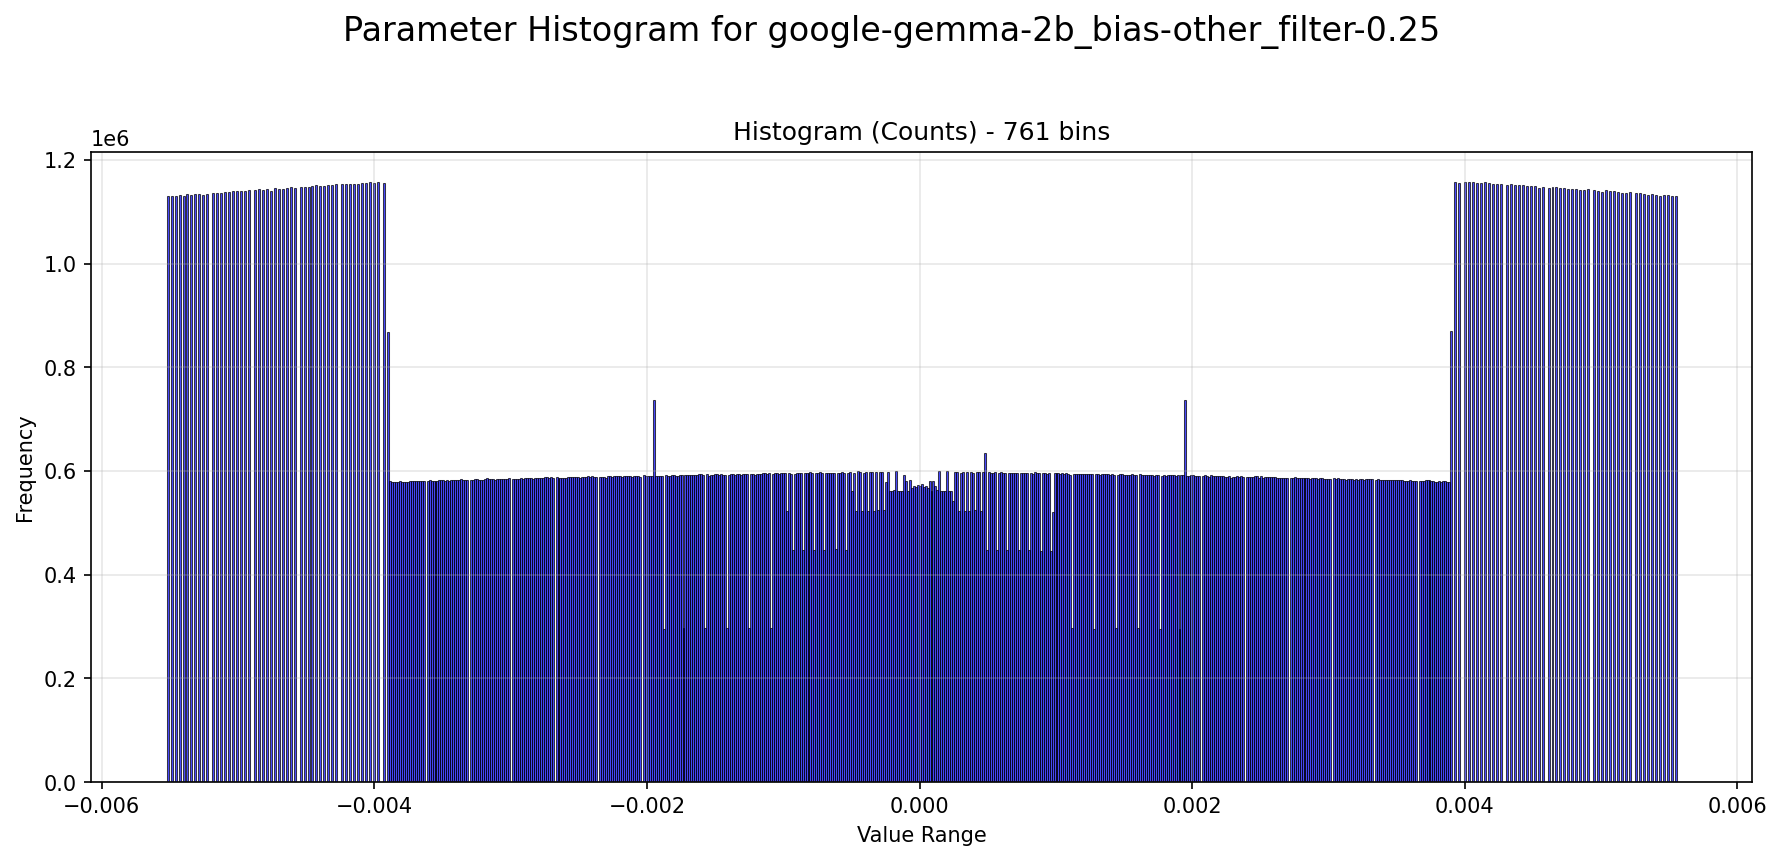 Parameter Histogram for google-gemma-2b_bias-other_filter-0.25
Histogram (Counts) - 761 bins
1e6
1.2
1.0
0.8
0.6
0.4
0.2
0.0
Frequency
−0.006 −0.004 −0.002 0.000 0.002 0.004 0.006
Value Range